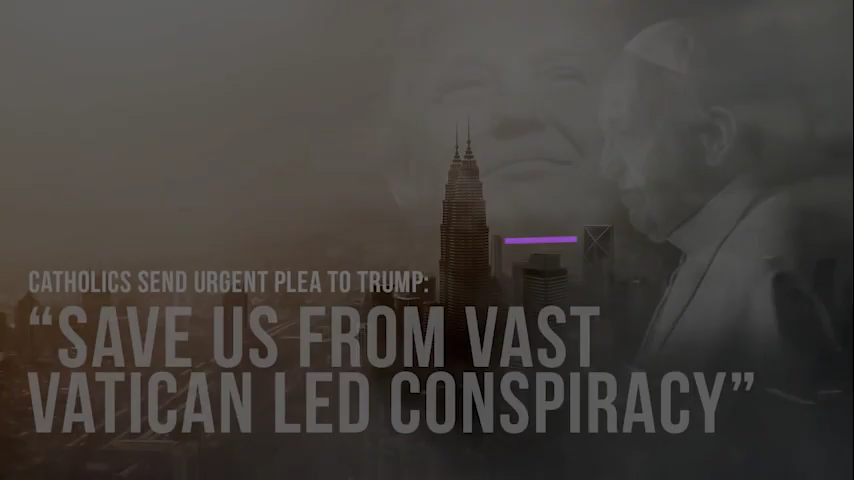 CATHOLICS SEND URGENT PLEA TO TRUMP:
“SAVE US FROM VAST
VATICAN LED CONSPIRACY”